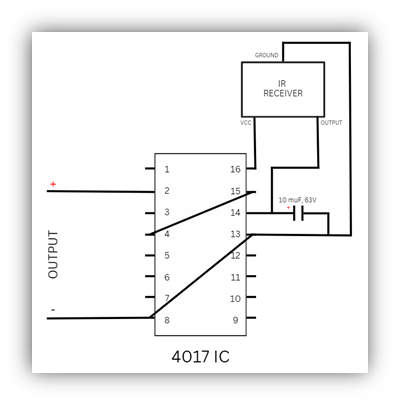 GROUND
IR
RECEIVER
VCC
OUTPUT
1
16
+
2
15
10 muF, 63V
+
3
14
4
13
OUTPUT
5
12
6
11
7
10
-
8
9
4017 IC